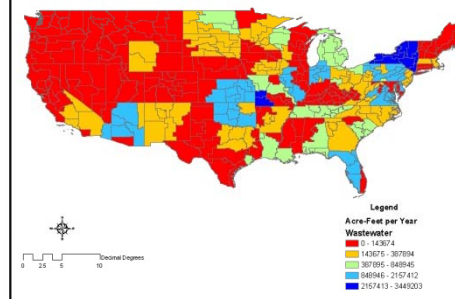 Legend
Acre-Feet per Year
Wastewater
0 - 143674
143675 - 387894
387895 - 848945
848946 - 2157412
2157413 - 3449203
0 2.5 5 10
Decimal Degrees